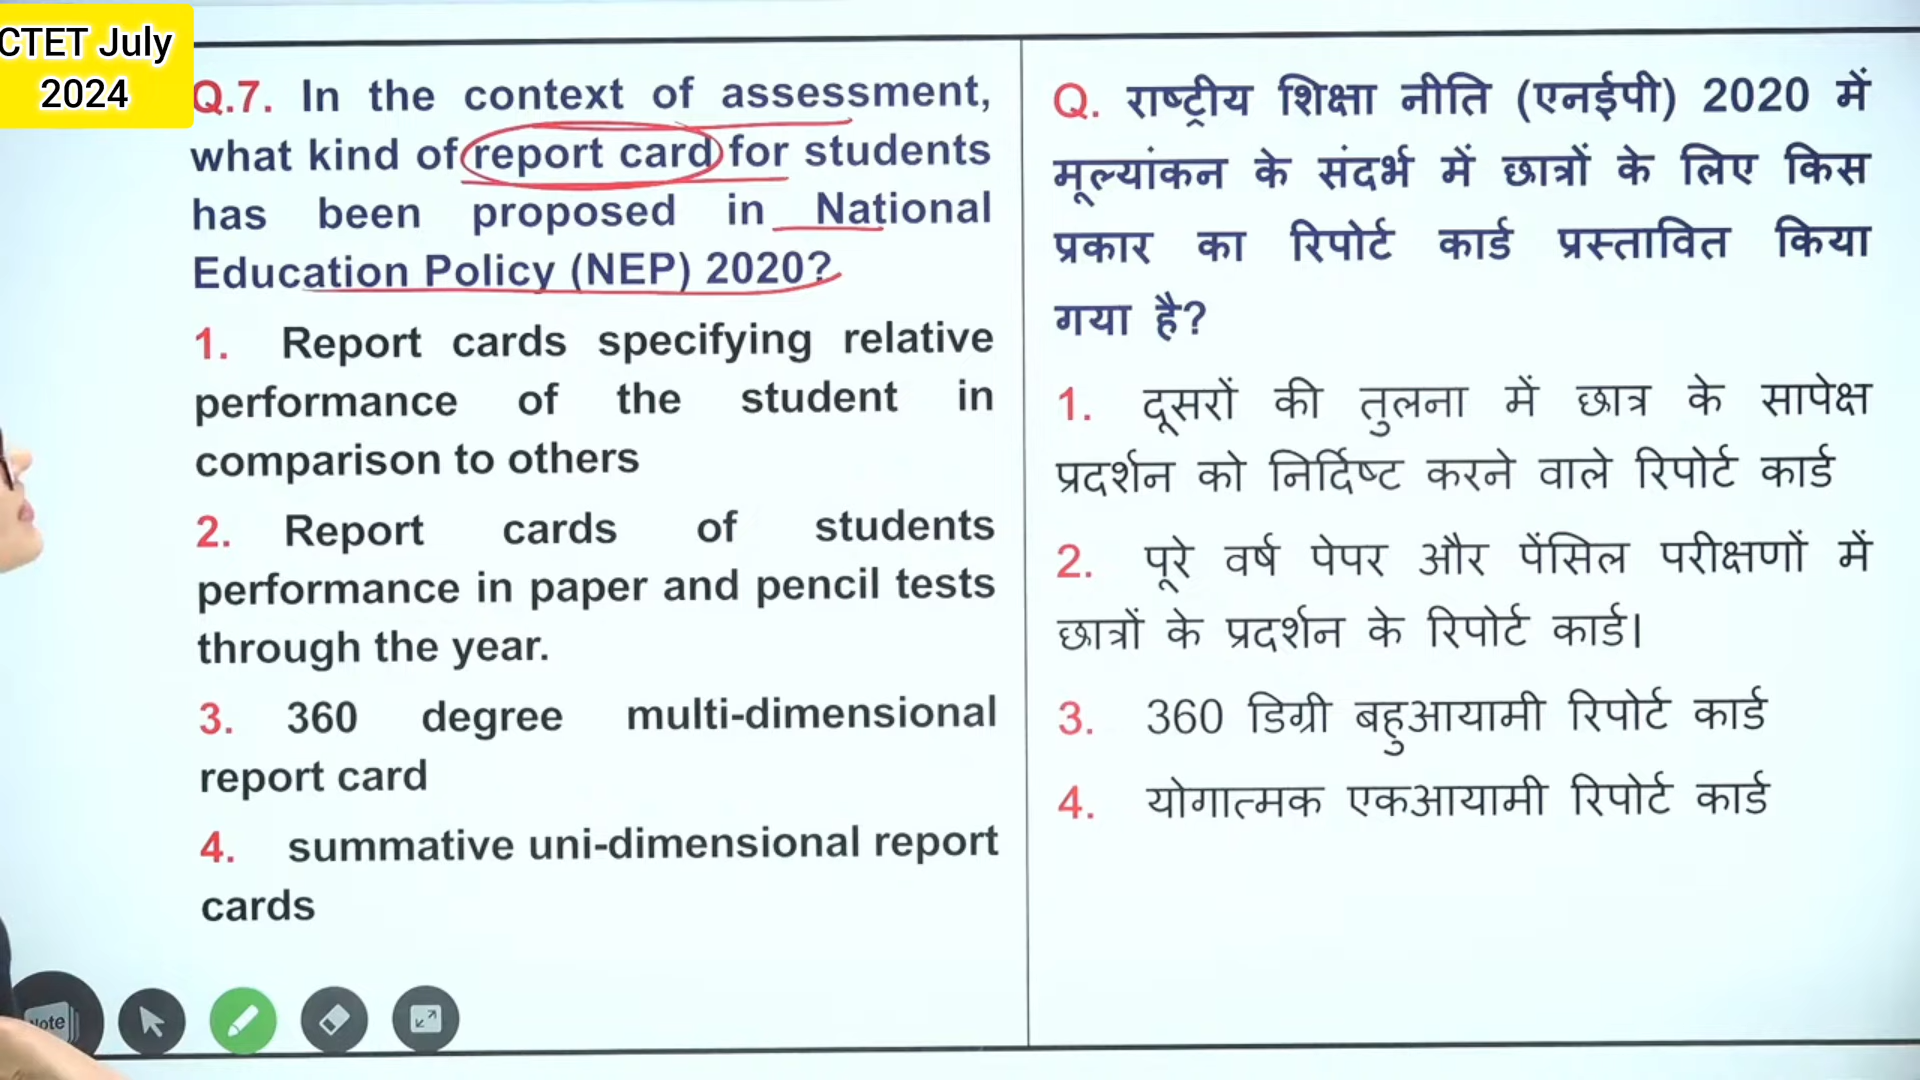 CTET July
2024
Q.7. In the context of assessment,
what kind of report card for students
has been proposed in National
Education Policy (NEP) 2020?
1. Report cards specifying relative
performance of the student in
comparison to others
2. Report cards of students
performance in paper and pencil tests
through the year.
3. 360 degree multi-dimensional
report card
4. summative uni-dimensional report
cards
Q. राष्ट्रीय शिक्षा नीति (एनईपी) 2020 में
मूल्यांकन के संदर्भ में छात्रों के लिए किस
प्रकार का रिपोर्ट कार्ड प्रस्तावित किया
गया है?
1. दूसरों की तुलना में छात्र के सापेक्ष
प्रदर्शन को निर्दिष्ट करने वाले रिपोर्ट कार्ड
2. पूरे वर्ष पेपर और पेंसिल परीक्षणों में
छात्रों के प्रदर्शन के रिपोर्ट कार्ड।
3. 360 डिग्री बहुआयामी रिपोर्ट कार्ड
4. योगात्मक एकआयामी रिपोर्ट कार्ड
Note